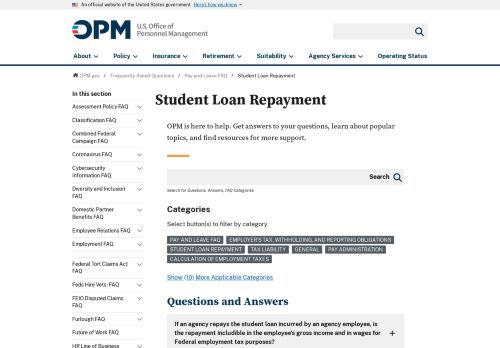 An official website of the United States government Here's how you know
OPM U.S. Office of
Personnel Management
About Policy Insurance Retirement Suitability Agency Services Operating Status
OPM.gov / Frequently Asked Questions / Pay and Leave FAQ / Student Loan Repayment
In this section
Assessment Policy FAQ
Classification FAQ
Combined Federal
Campaign FAQ
Coronavirus FAQ
Cybersecurity
Information FAQ
Diversity and Inclusion
FAQ
Domestic Partner
Benefits FAQ
Employee Relations FAQ
Employment FAQ
Federal Tort Claims Act
FAQ
Feds Hire Vets- FAQ
FEIO Disputed Claims
FAQ
Furlough FAQ
Future of Work FAQ
HR Line of Business
Student Loan Repayment
OPM is here to help. Get answers to your questions, learn about popular
topics, and find resources for more support.
Search
Search for Questions, Answers, FAQ Categories
Categories
Select button(s) to filter by category
PAY AND LEAVE FAQ EMPLOYER'S TAX, WITHHOLDING, AND REPORTING OBLIGATIONS
STUDENT LOAN REPAYMENT TAX LIABILITY GENERAL PAY ADMINISTRATION
CALCULATION OF EMPLOYMENT TAXES
Show (10) More Applicable Categories
Questions and Answers
If an agency repays the student loan incurred by an agency employee, is
the repayment includible in the employee's gross income and in wages for
Federal employment tax purposes?